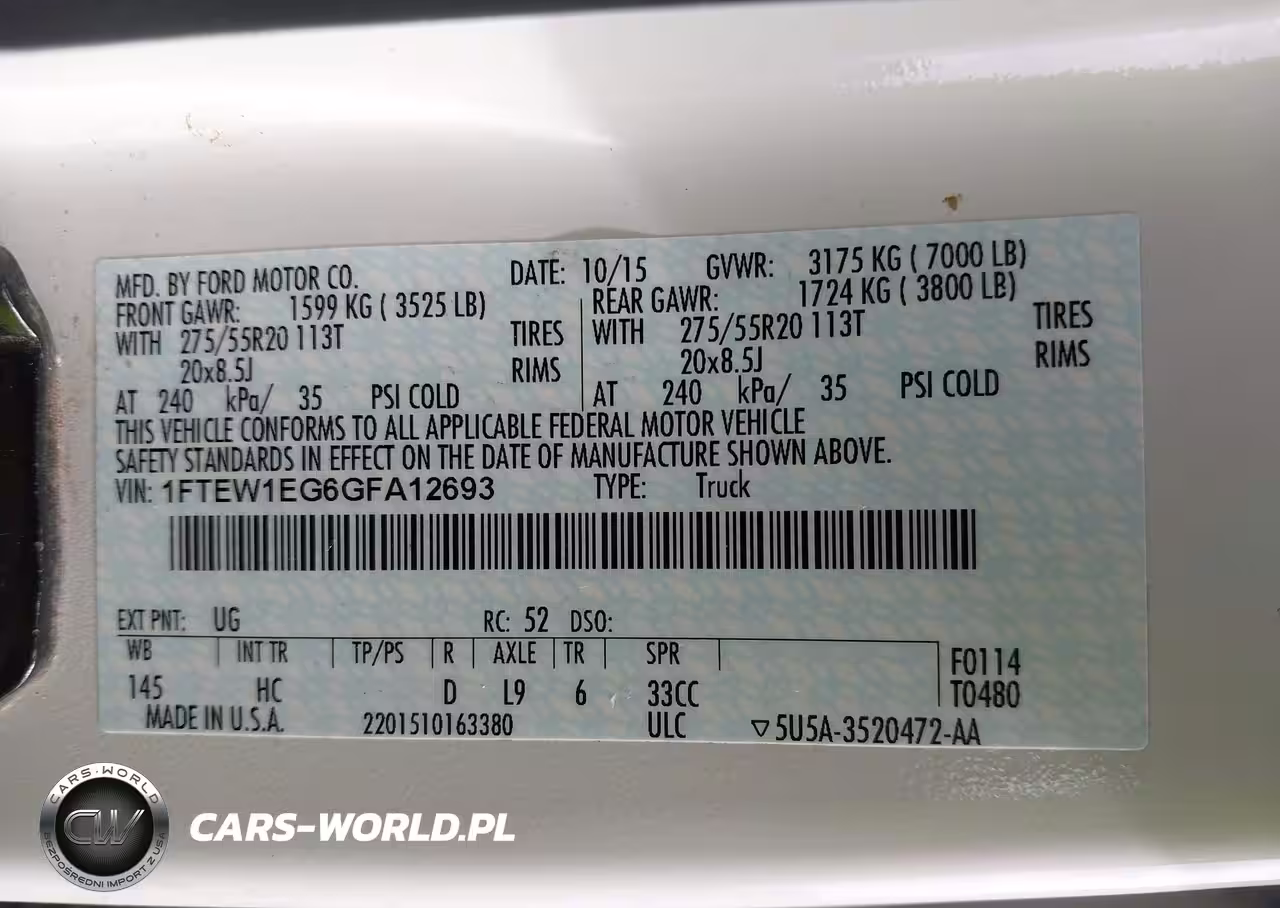 MFD. BY FORD MOTOR CO. DATE: 10/15 GVWR: 3175 KG ( 7000 LB)
FRONT GAWR: 1599 KG ( 3525 LB) REAR GAWR: 1724 KG ( 3800 LB)
WITH 275/55R20 113T TIRES WITH 275/55R20 113T TIRES
20x8.5J RIMS 20x8.5J RIMS
AT 240 kPa/ 35 PSI COLD AT 240 kPa/ 35 PSI COLD
THIS VEHICLE CONFORMS TO ALL APPLICABLE FEDERAL MOTOR VEHICLE
SAFETY STANDARDS IN EFFECT ON THE DATE OF MANUFACTURE SHOWN ABOVE.
VIN: 1FTEW1EG6GFA12693 TYPE: Truck
EXT PNT: UG RC: 52 DSO:
WB INT TR TP/PS R AXLE TR SPR F0114
145 HC D L9 6 33CC T0480
MADE IN U.S.A. 2201510163380 ULC ▽5U5A-3520472-AA
CARS-WORLD
CW
BEZPOŚREDNI IMPORT Z USA
CARS-WORLD.PL